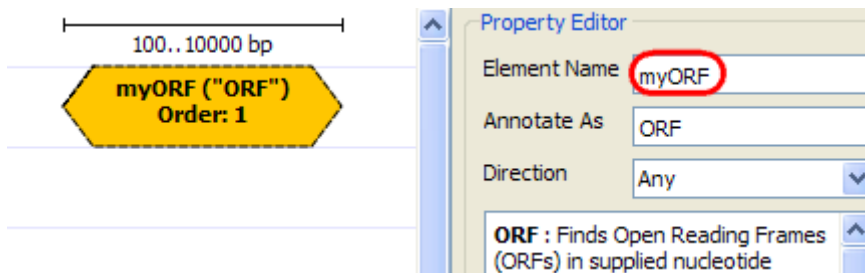 100..10000 bp
myORF ("ORF")
Order: 1
Property Editor
Element Name
myORF
Annotate As
ORF
Direction
Any
ORF : Finds Open Reading Frames
(ORFs) in supplied nucleotide